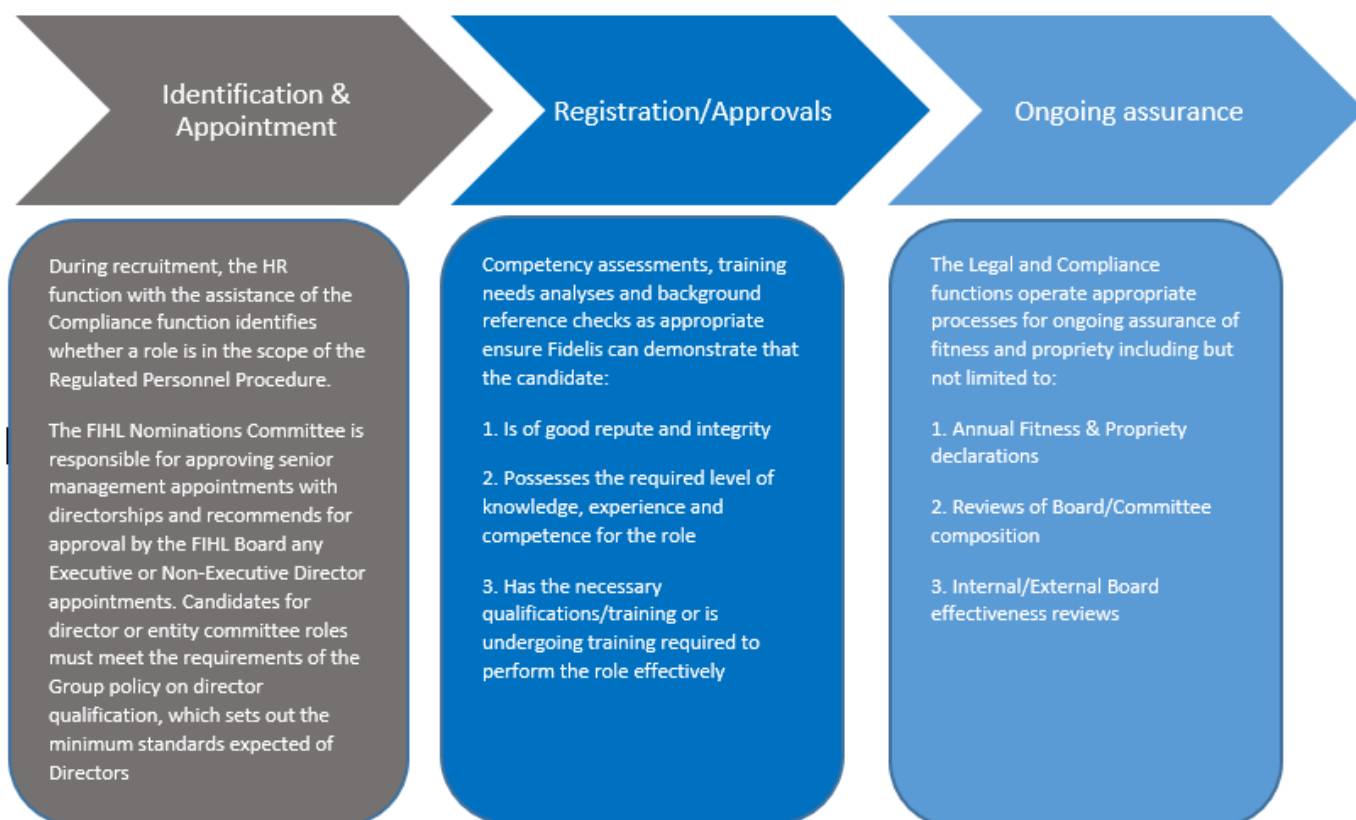 Identification &
Appointment
Registration/Approvals
Ongoing assurance
During recruitment, the HR
function with the assistance of the
Compliance function identifies
whether a role is in the scope of the
Regulated Personnel Procedure.
The FIHL Nominations Committee is
responsible for approving senior
management appointments with
directorships and recommends for
approval by the FIHL Board any
Executive or Non-Executive Director
appointments. Candidates for
director or entity committee roles
must meet the requirements of the
Group policy on director
qualification, which sets out the
minimum standards expected of
Directors
Competency assessments, training
needs analyses and background
reference checks as appropriate
ensure Fidelis can demonstrate that
the candidate:
1. Is of good repute and integrity
2. Possesses the required level of
knowledge, experience and
competence for the role
3. Has the necessary
qualifications/training or is
undergoing training required to
perform the role effectively
The Legal and Compliance
functions operate appropriate
processes for ongoing assurance of
fitness and propriety including but
not limited to:
1. Annual Fitness & Propriety
declarations
2. Reviews of Board/Committee
composition
3. Internal/External Board
effectiveness reviews